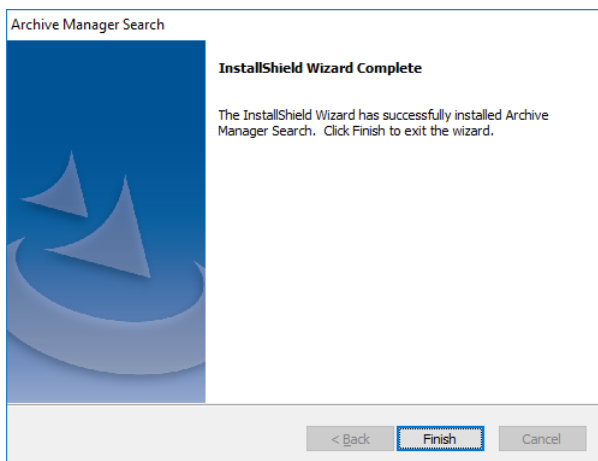 Archive Manager Search
InstallShield Wizard Complete
The InstallShield Wizard has successfully installed Archive
Manager Search. Click Finish to exit the wizard.
< Back
Finish
Cancel